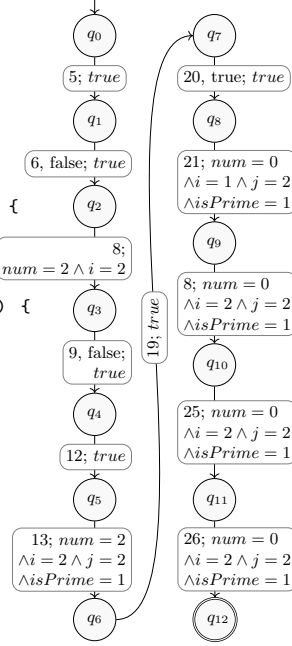 q0
5; true
q1
6, false; true
{
q2
8;
num = 2 ∧ i = 2
) {
q3
9, false;
true
q4
12; true
q5
13; num = 2
∧i = 2 ∧ j = 2
∧isPrime = 1
q6
19; true
q7
20, true; true
q8
21; num = 0
∧i = 1 ∧ j = 2
∧isPrime = 1
q9
8; num = 0
∧i = 2 ∧ j = 2
∧isPrime = 1
q10
25; num = 0
∧i = 2 ∧ j = 2
∧isPrime = 1
q11
26; num = 0
∧i = 2 ∧ j = 2
∧isPrime = 1
q12